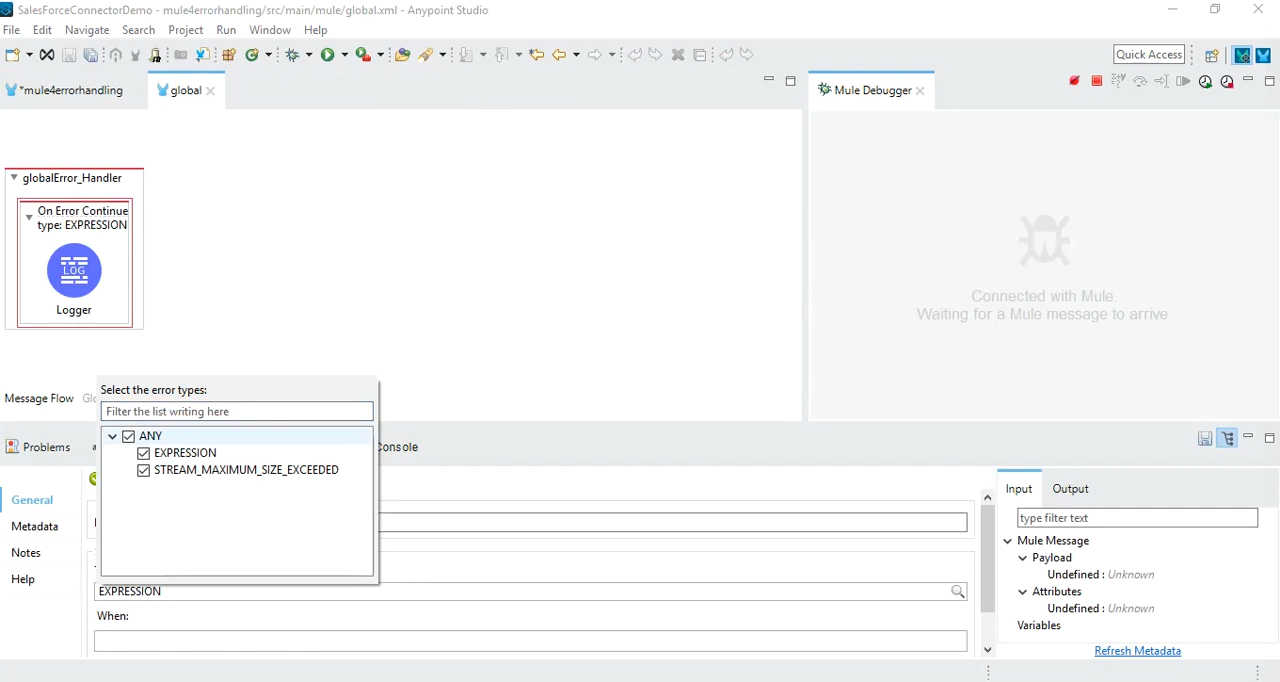 SalesForceConnectorDemo - mule4errorhandling/src/main/mule/global.xml - Anypoint Studio
File Edit Navigate Search Project Run Window Help
Quick Access
*mule4errorhandling
global
Mule Debugger
globalError_Handler
On Error Continue
type: EXPRESSION
LOG
Logger
Connected with Mule.
Waiting for a Mule message to arrive.
Message Flow
Select the error types:
Filter the list writing here
ANY
EXPRESSION
STREAM_MAXIMUM_SIZE_EXCEEDED
Problems
General
Metadata
Notes
Help
EXPRESSION
When:
Input Output
type filter text
Mule Message
Payload
Undefined : Unknown
Attributes
Undefined : Unknown
Variables
Refresh Metadata